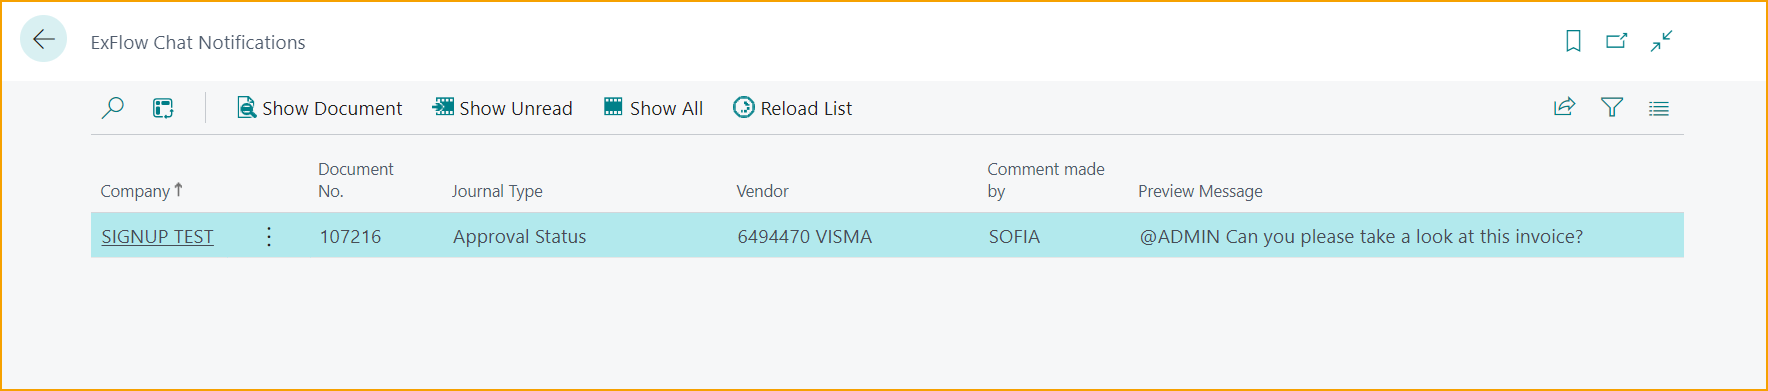 ExFlow Chat Notifications
Show Document Show Unread Show All Reload List
Company↑ Document No. Journal Type Vendor Comment made by Preview Message
SIGNUP TEST 107216 Approval Status 6494470 VISMA SOFIA @ADMIN Can you please take a look at this invoice?